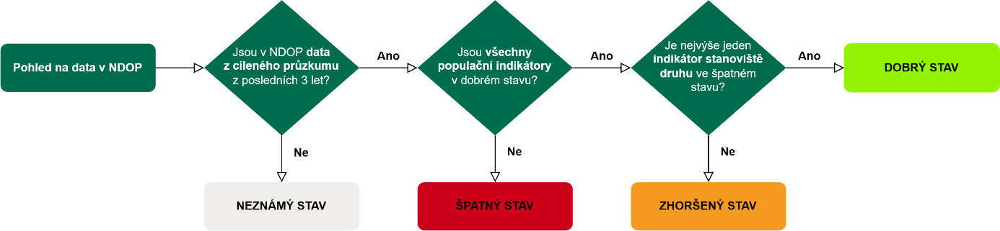 Pohled na data v NDOP
Jsou v NDOP data
z cíleného průzkumu
z posledních 3 let?
Ano
Jsou všechny
populační indikátory
v dobrém stavu?
Ano
Je nejvýše jeden
indikátor stanoviště
druhu ve špatném
stavu?
Ano
DOBRÝ STAV
Ne
Ne
Ne
NEZNÁMÝ STAV
ŠPATNÝ STAV
ZHORŠENÝ STAV